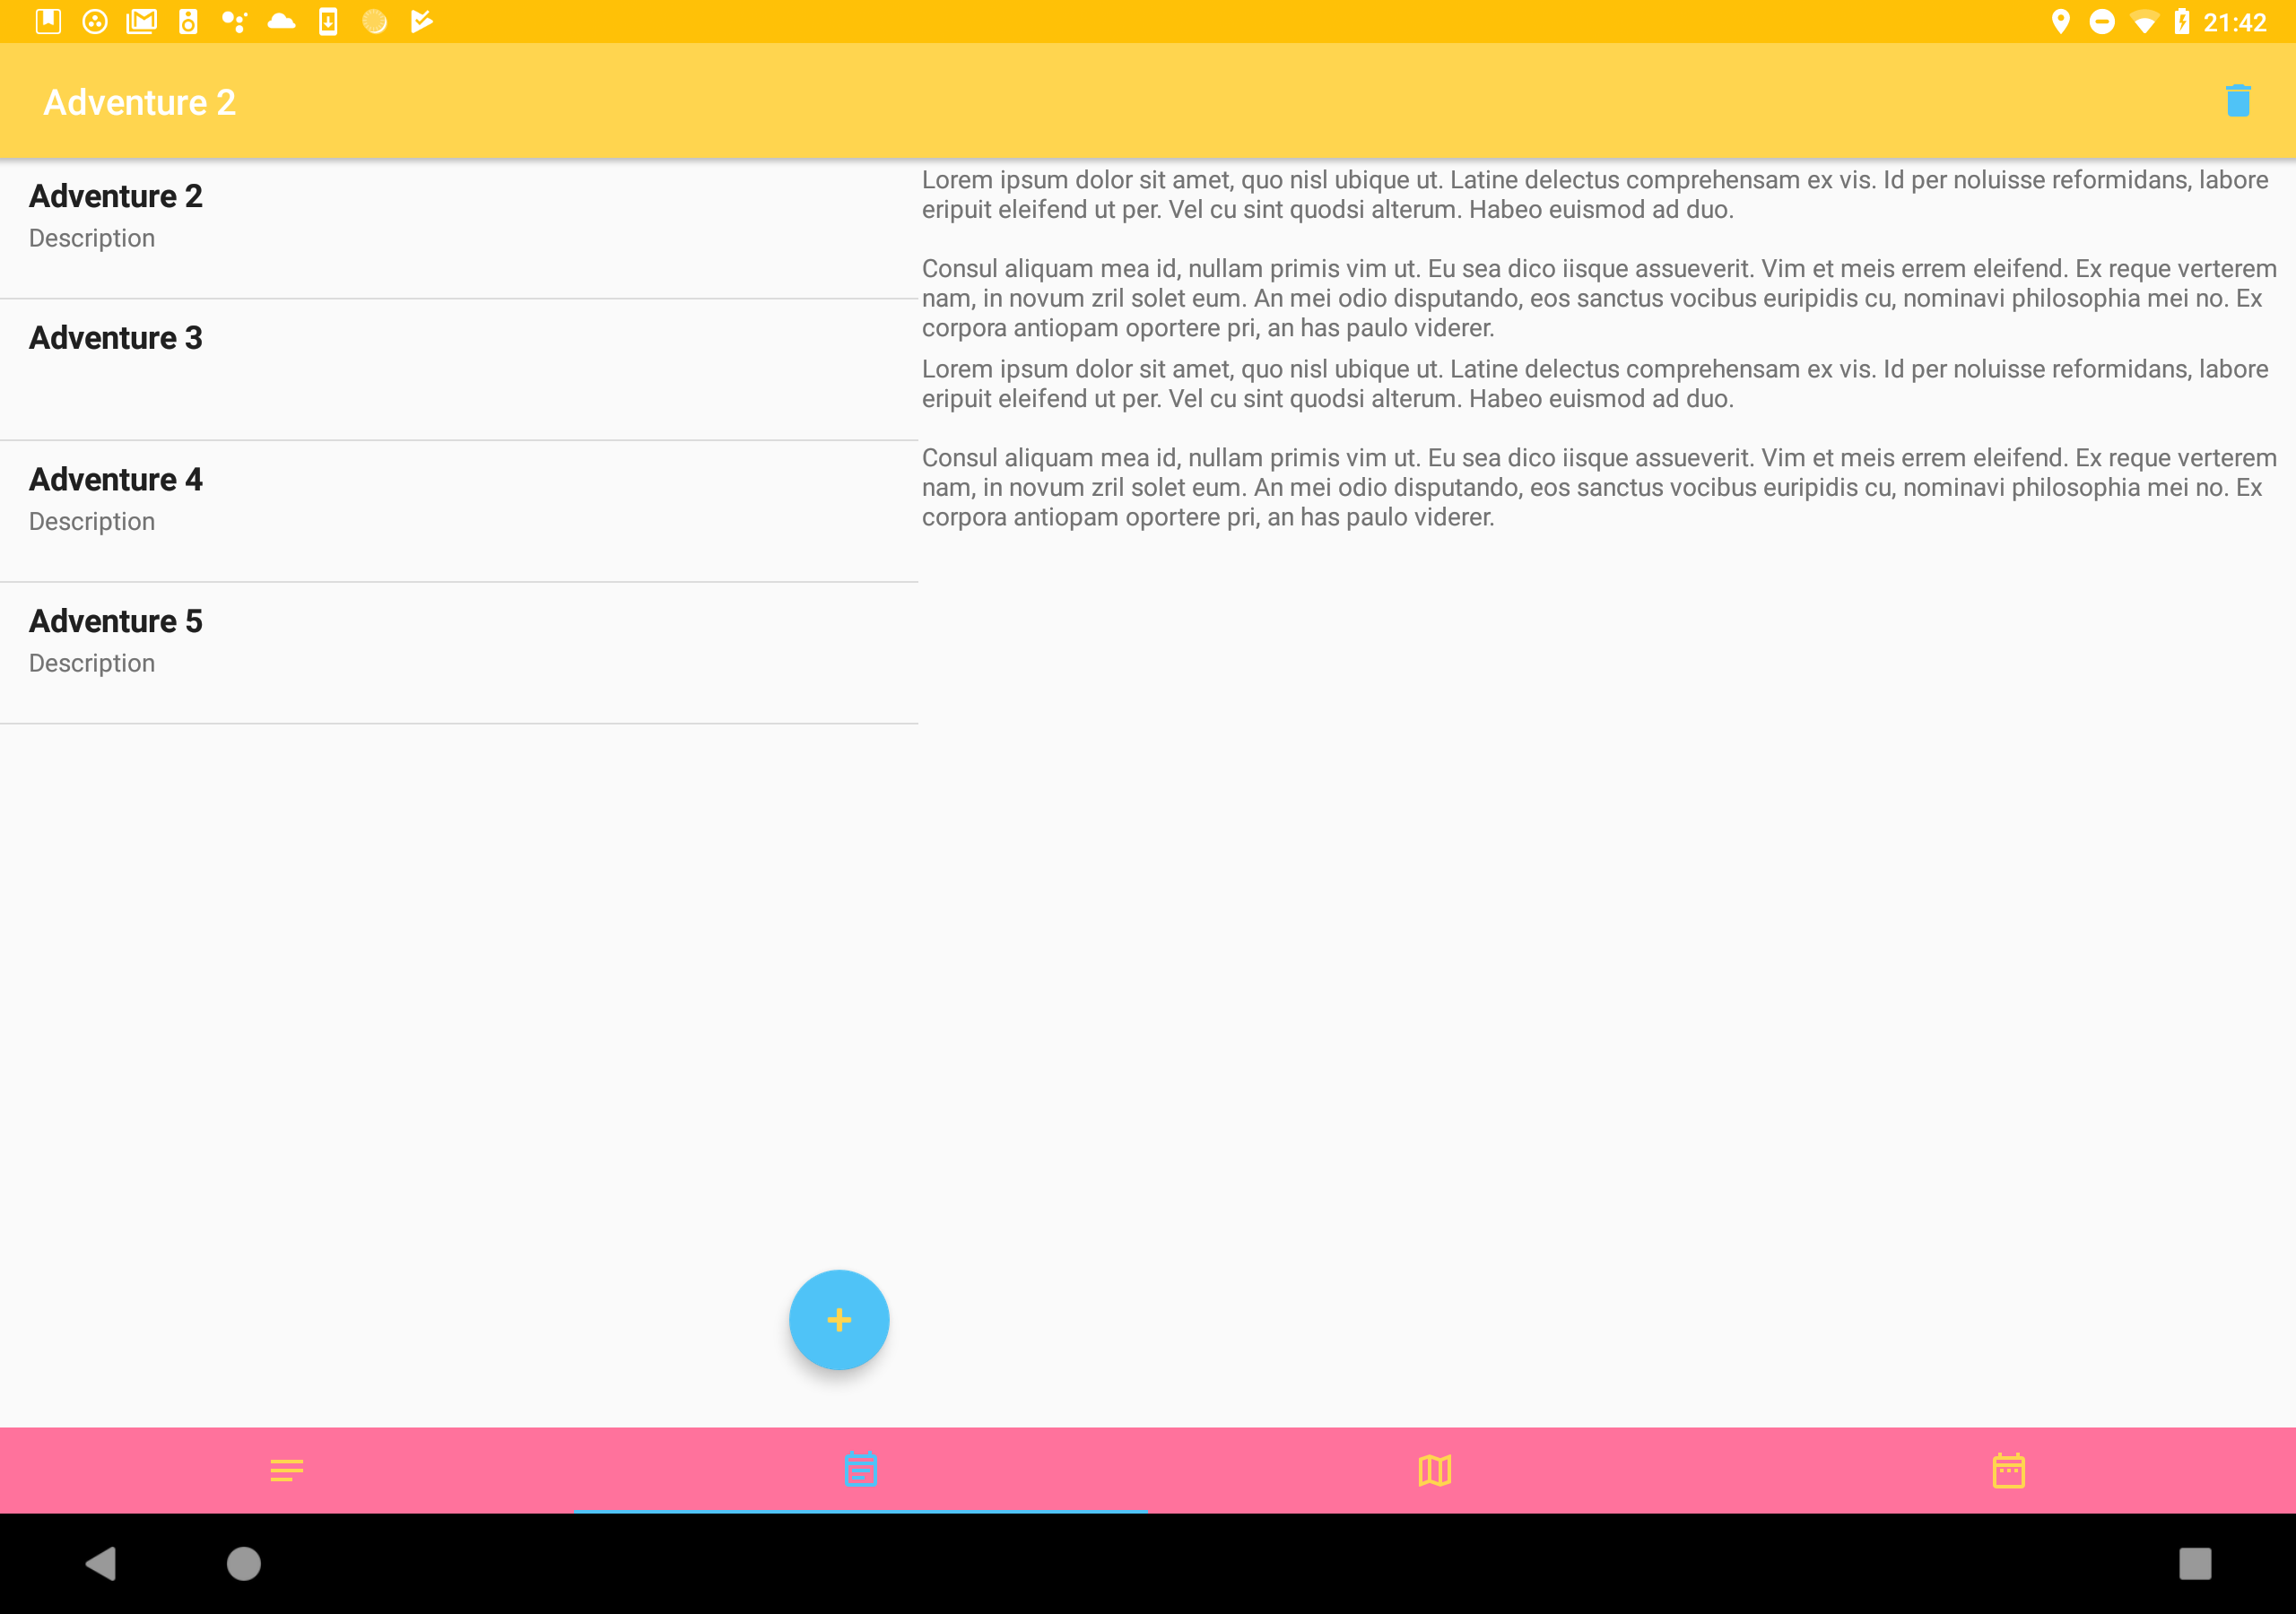 21:42
Adventure 2
Adventure 2
Description
Adventure 3
Adventure 4
Description
Adventure 5
Description
Lorem ipsum dolor sit amet, quo nisl ubique ut. Latine delectus comprehensam ex vis. Id per noluisse reformidans, labore
eripuit eleifend ut per. Vel cu sint quodsi alterum. Habeo euismod ad duo.
Consul aliquam mea id, nullam primis vim ut. Eu sea dico iisque assueverit. Vim et meis errem eleifend. Ex reque verterem
nam, in novum zril solet eum. An mei odio disputando, eos sanctus vocibus euripidis cu, nominavi philosophia mei no. Ex
corpora antiopam oportere pri, an has paulo viderer.
Lorem ipsum dolor sit amet, quo nisl ubique ut. Latine delectus comprehensam ex vis. Id per noluisse reformidans, labore
eripuit eleifend ut per. Vel cu sint quodsi alterum. Habeo euismod ad duo.
Consul aliquam mea id, nullam primis vim ut. Eu sea dico iisque assueverit. Vim et meis errem eleifend. Ex reque verterem
nam, in novum zril solet eum. An mei odio disputando, eos sanctus vocibus euripidis cu, nominavi philosophia mei no. Ex
corpora antiopam oportere pri, an has paulo viderer.